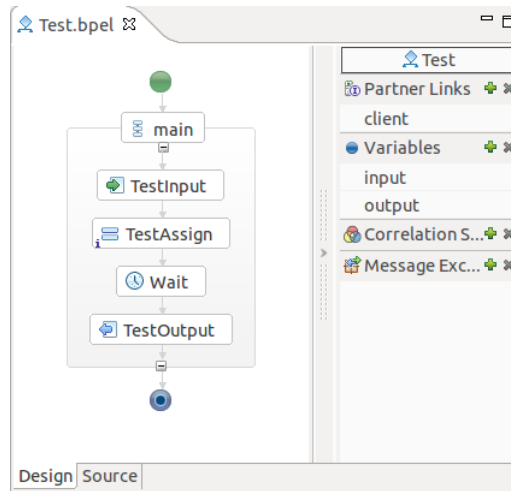 Test.bpel
main
TestInput
TestAssign
Wait
TestOutput
Test
Partner Links
client
Variables
input
output
Correlation S...
Message Exc...
Design Source